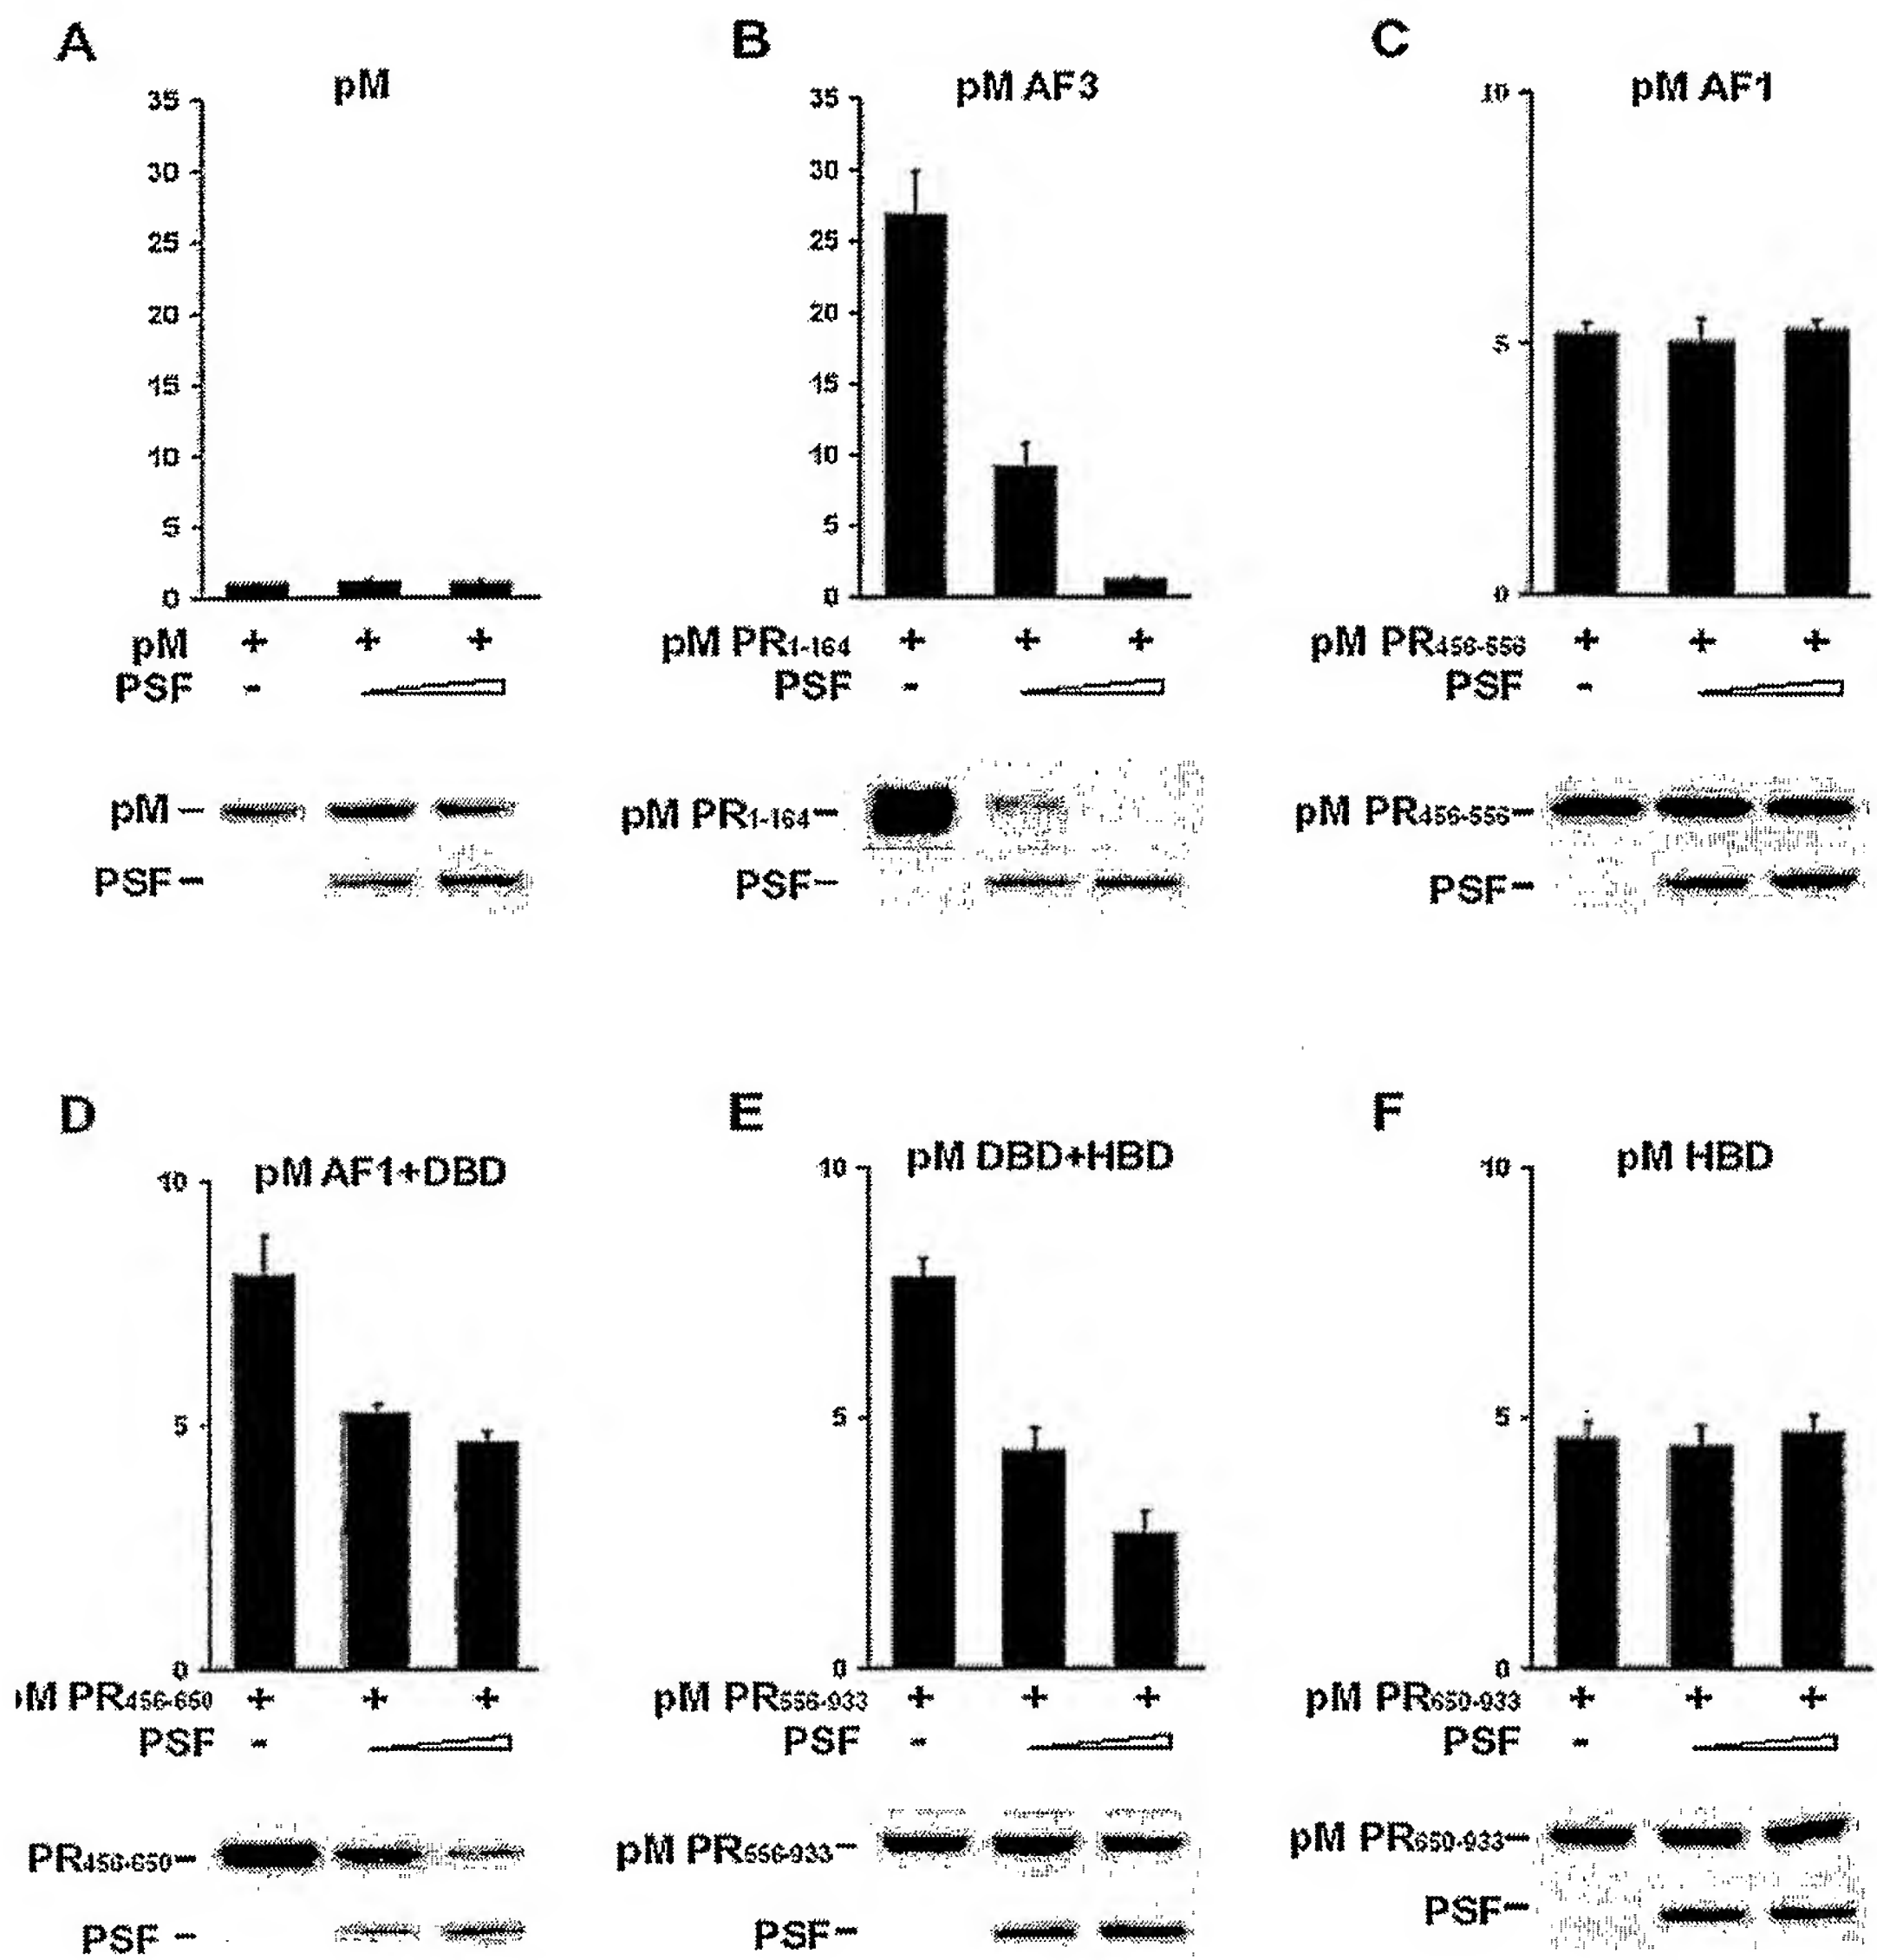 A
pM
35
30
25
20
15
10
5
0
pM + + +
PSF -
pM –
PSF –
B
pM AF3
35
30
25
20
15
10
5
0
pM PR1-164 + + +
PSF -
pM PR1-164–
PSF–
C
pM AF1
10
5
0
pM PR456-556 + + +
PSF -
pM PR456-556–
PSF–
D
pM AF1+DBD
10
5
0
M PR456-650 + + +
PSF -
PR456-650–
PSF –
E
pM DBD+HBD
10
5
0
pM PR556-933 + + +
PSF -
pM PR556-933–
PSF–
F
pM HBD
10
5
0
pM PR650-933 + + +
PSF -
pM PR650-933–
PSF–